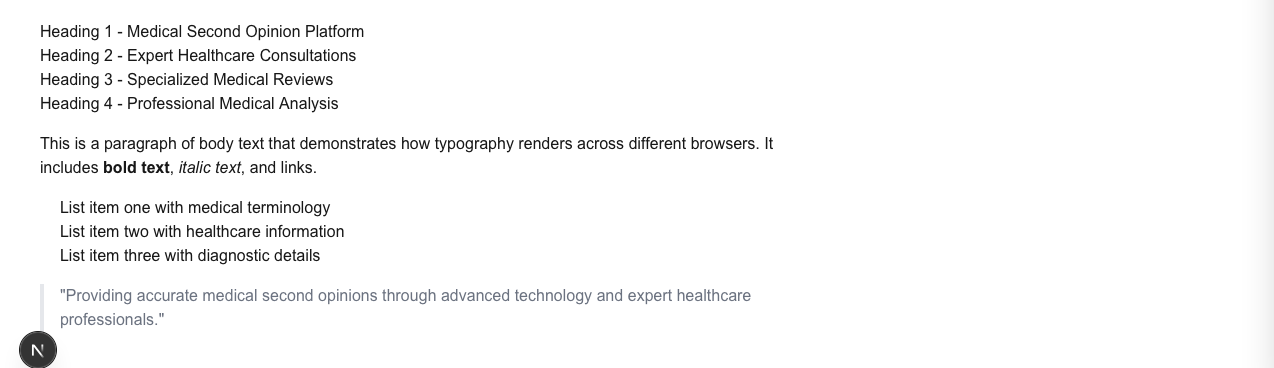 Heading 1 - Medical Second Opinion Platform
Heading 2 - Expert Healthcare Consultations
Heading 3 - Specialized Medical Reviews
Heading 4 - Professional Medical Analysis
This is a paragraph of body text that demonstrates how typography renders across different browsers. It
includes bold text, italic text, and links.
List item one with medical terminology
List item two with healthcare information
List item three with diagnostic details
"Providing accurate medical second opinions through advanced technology and expert healthcare
professionals."
N